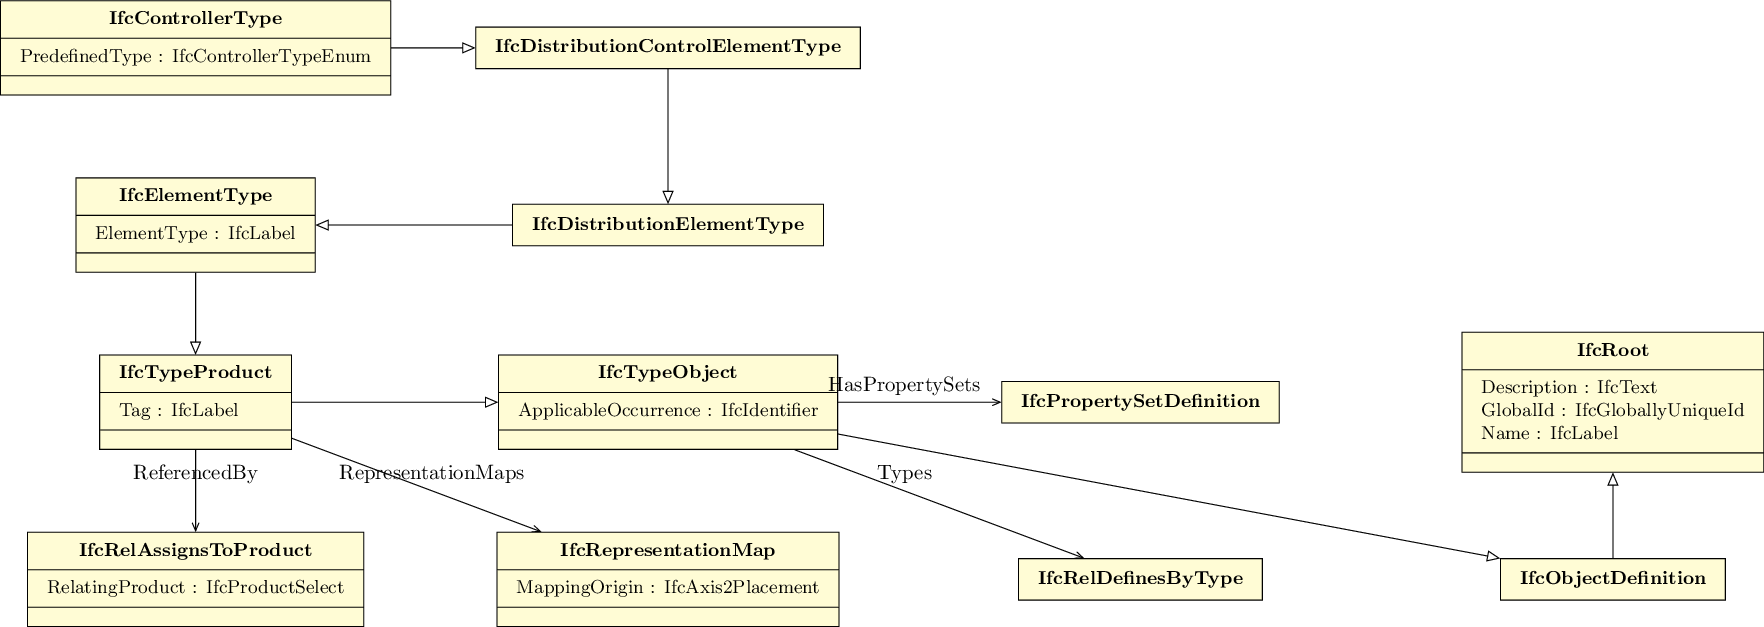 IfcControllerType
PredefinedType : IfcControllerTypeEnum
IfcDistributionControlElementType
IfcElementType
ElementType : IfcLabel
IfcDistributionElementType
IfcTypeProduct
Tag : IfcLabel
IfcTypeObject
ApplicableOccurrence : IfcIdentifier
HasPropertySets
IfcPropertySetDefinition
IfcRoot
Description : IfcText
GlobalId : IfcGloballyUniqueId
Name : IfcLabel
ReferencedBy
RepresentationMaps
Types
IfcRelAssignsToProduct
RelatingProduct : IfcProductSelect
IfcRepresentationMap
MappingOrigin : IfcAxis2Placement
IfcRelDefinesByType
IfcObjectDefinition